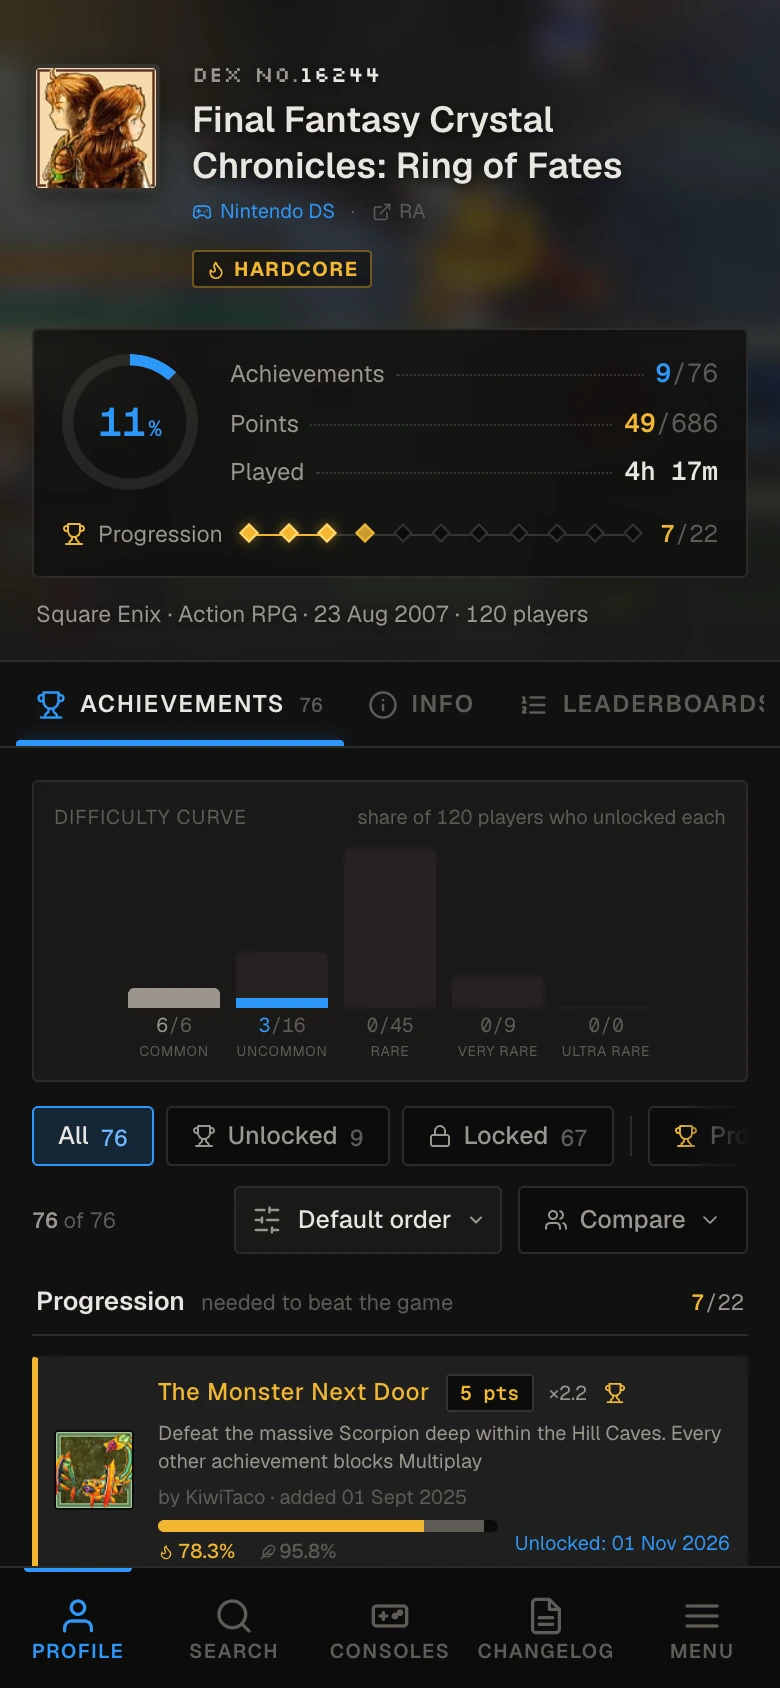 DEX NO.16244
Final Fantasy Crystal
Chronicles: Ring of Fates
Nintendo DS · RA
HARDCORE
11%
Achievements 9/76
Points 49/686
Played 4h 17m
Progression 7/22
Square Enix · Action RPG · 23 Aug 2007 · 120 players
ACHIEVEMENTS 76 INFO LEADERBOARDS
DIFFICULTY CURVE share of 120 players who unlocked each
6/6 3/16 0/45 0/9 0/0
COMMON UNCOMMON RARE VERY RARE ULTRA RARE
All 76 Unlocked 9 Locked 67 Pro
76 of 76 Default order Compare
Progression needed to beat the game 7/22
The Monster Next Door 5 pts ×2.2
Defeat the massive Scorpion deep within the Hill Caves. Every
other achievement blocks Multiplay
by KiwiTaco · added 01 Sept 2025
78.3% 95.8% Unlocked: 01 Nov 2026
PROFILE SEARCH CONSOLES CHANGELOG MENU